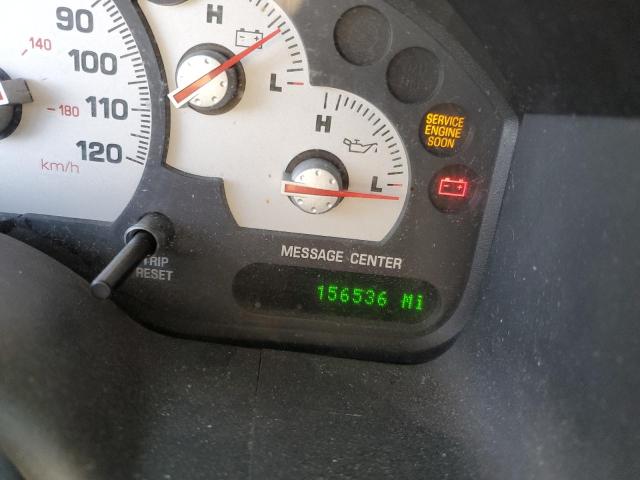 90
140
100
180
110
120
km/h
H
L
H
L
SERVICE
ENGINE
SOON
TRIP
RESET
MESSAGE CENTER
156536 Mi